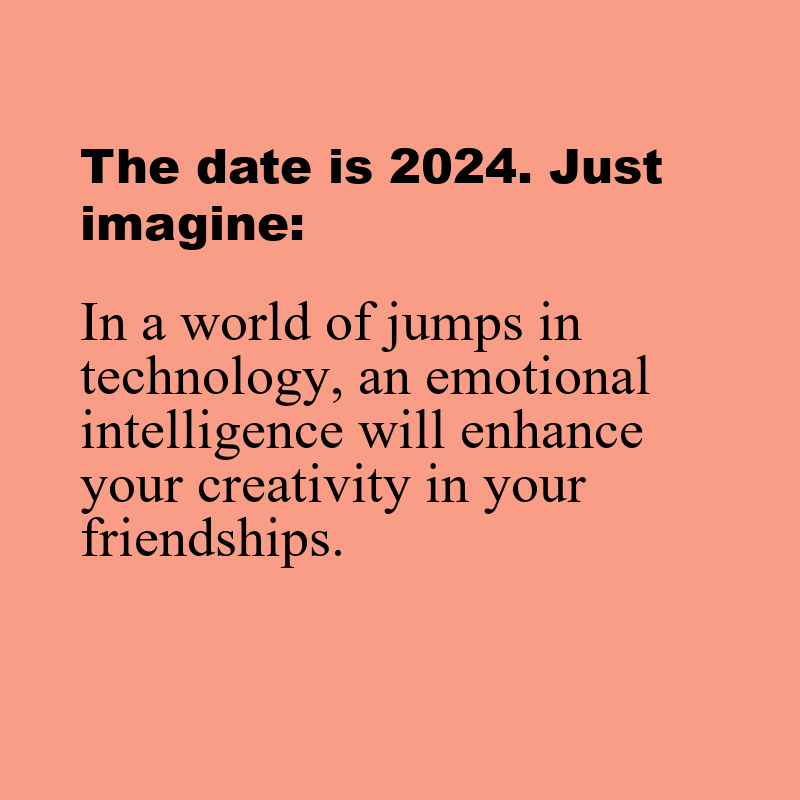 The date is 2024. Just
imagine:
In a world of jumps in
technology, an emotional
intelligence will enhance
your creativity in your
friendships.